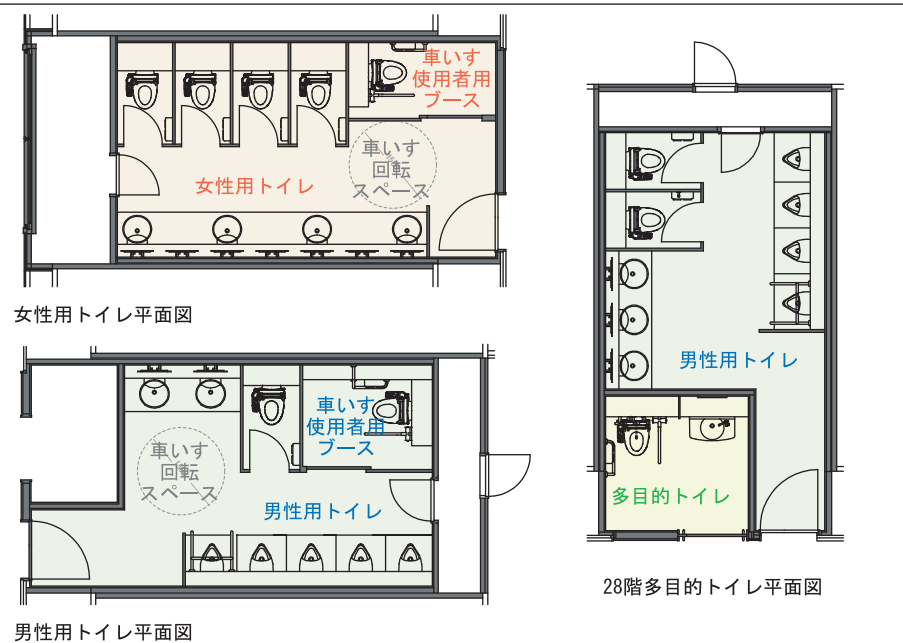 車いす
使用者用
ブース
車いす
回転
スペース
女性用トイレ
女性用トイレ平面図
車いす
使用者用
ブース
車いす
回転
スペース
男性用トイレ
男性用トイレ平面図
男性用トイレ
多目的トイレ
28階多目的トイレ平面図